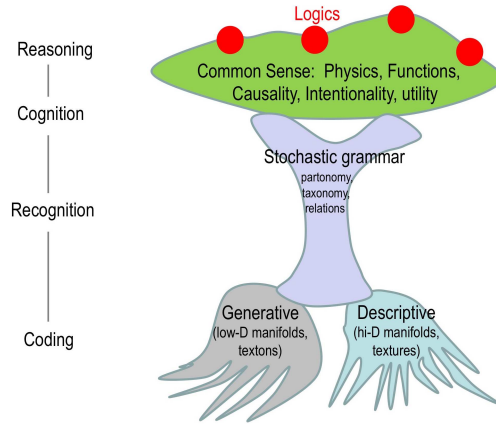 Logics
Reasoning
Common Sense: Physics, Functions,
Causality, Intentionality, utility
Cognition
Stochastic grammar
partonomy,
taxonomy,
relations
Recognition
Generative
(low-D manifolds,
textons)
Descriptive
(hi-D manifolds,
textures)
Coding